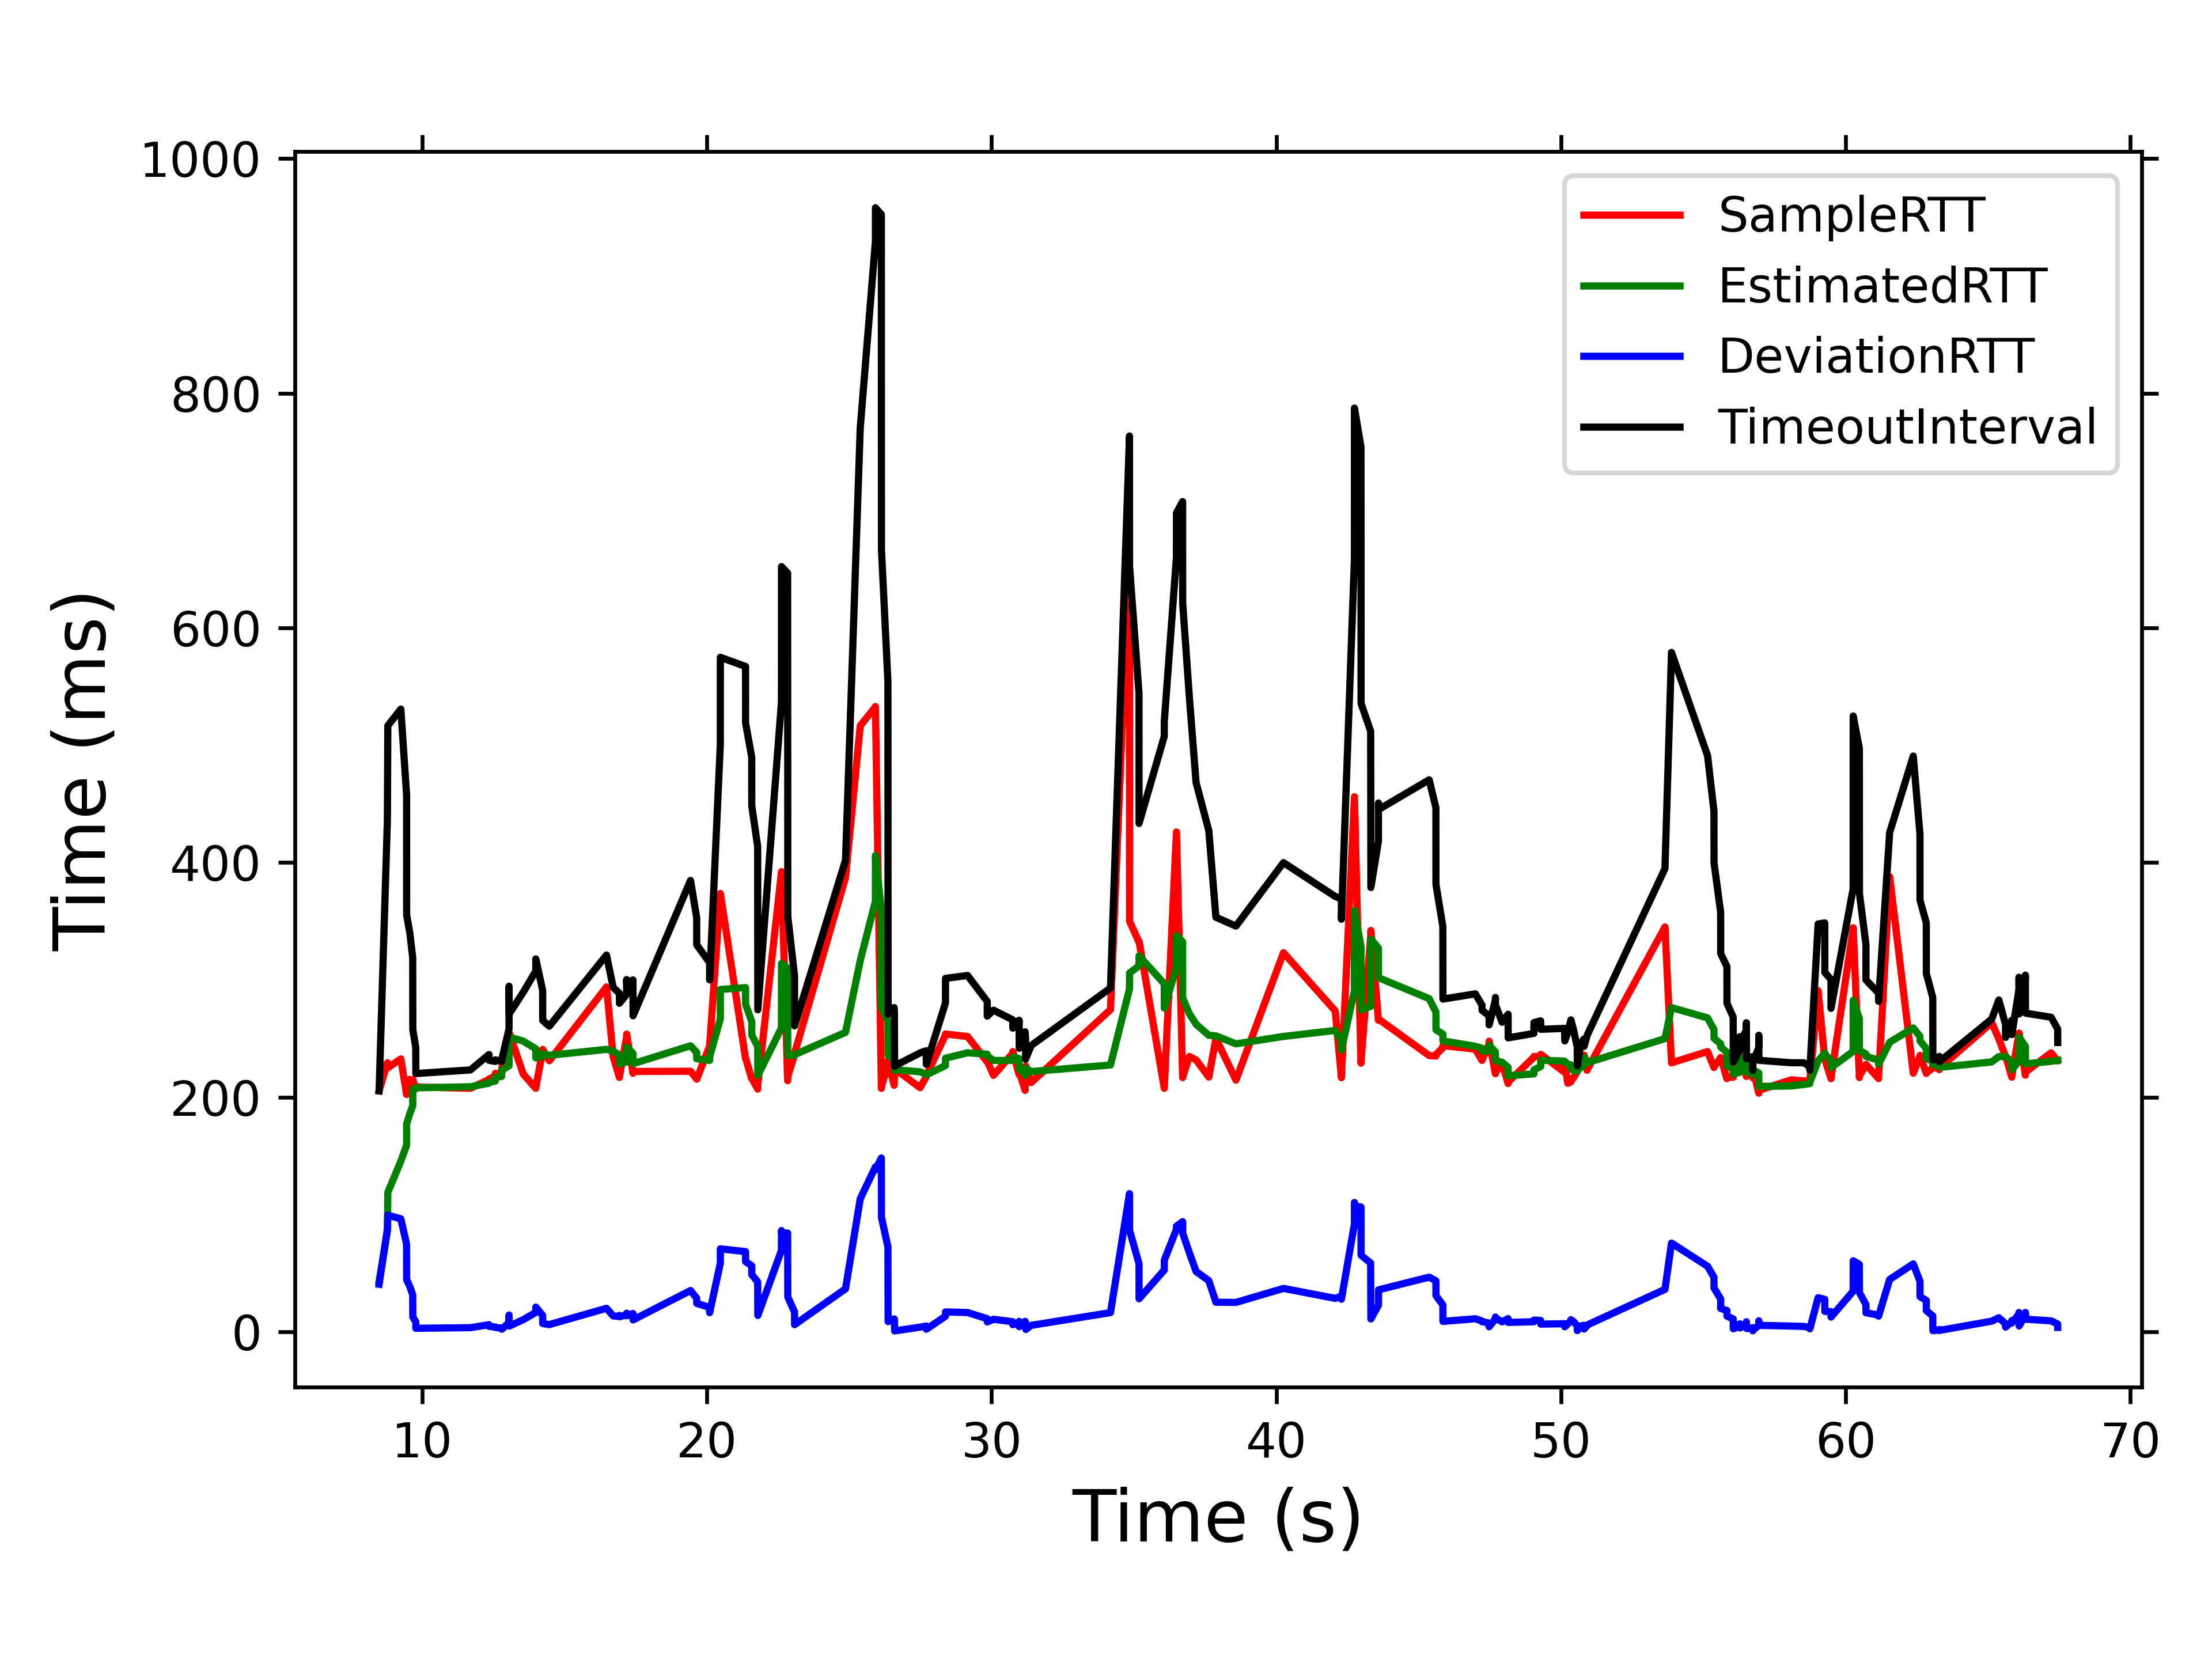 1000
800
600
400
200
0
Time (ms)
SampleRTT
EstimatedRTT
DeviationRTT
TimeoutInterval
10 20 30 40 50 60 70
Time (s)